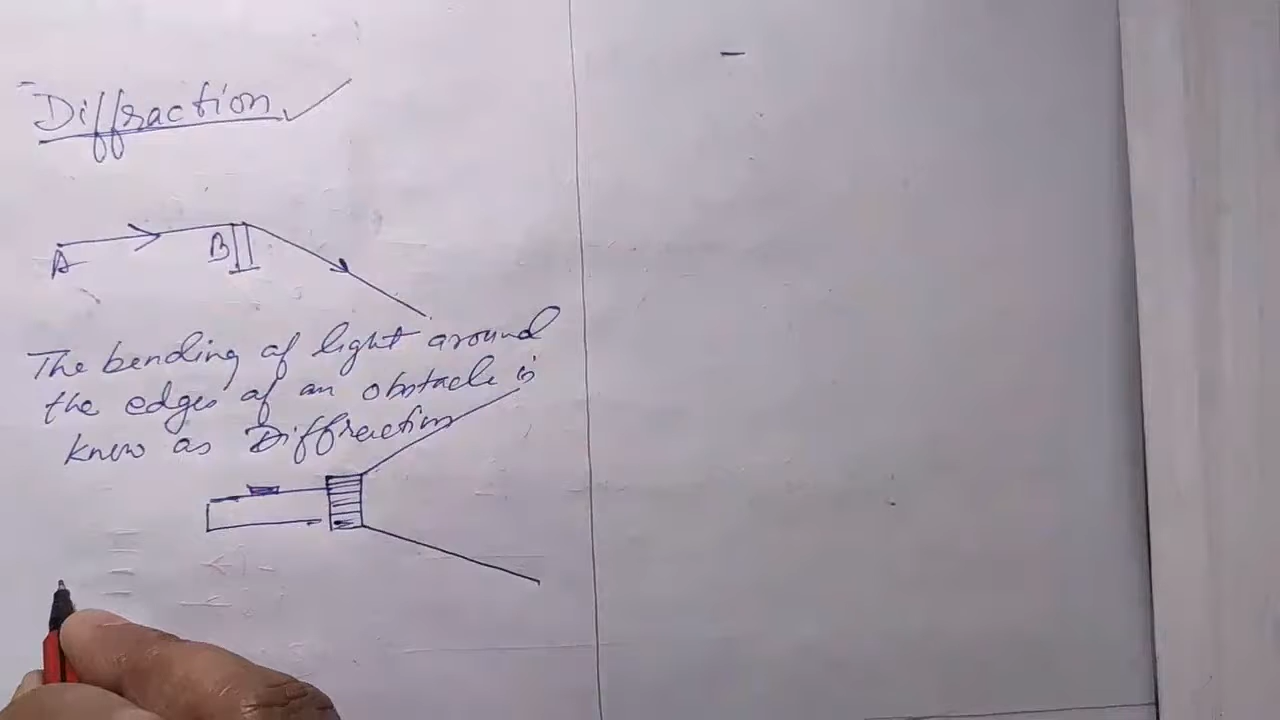 Diffraction
A
B
The bending of light around
the edges of an obstacle is
know as Diffraction